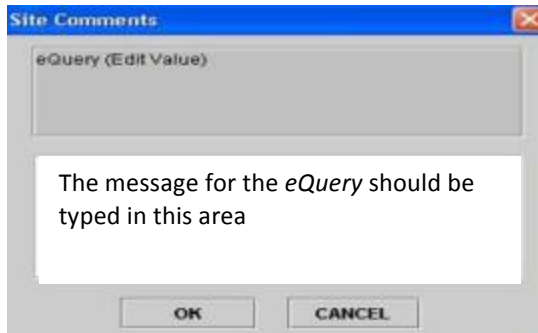 Site Comments
eQuery (Edit Value)
The message for the eQuery should be
typed in this area
OK CANCEL